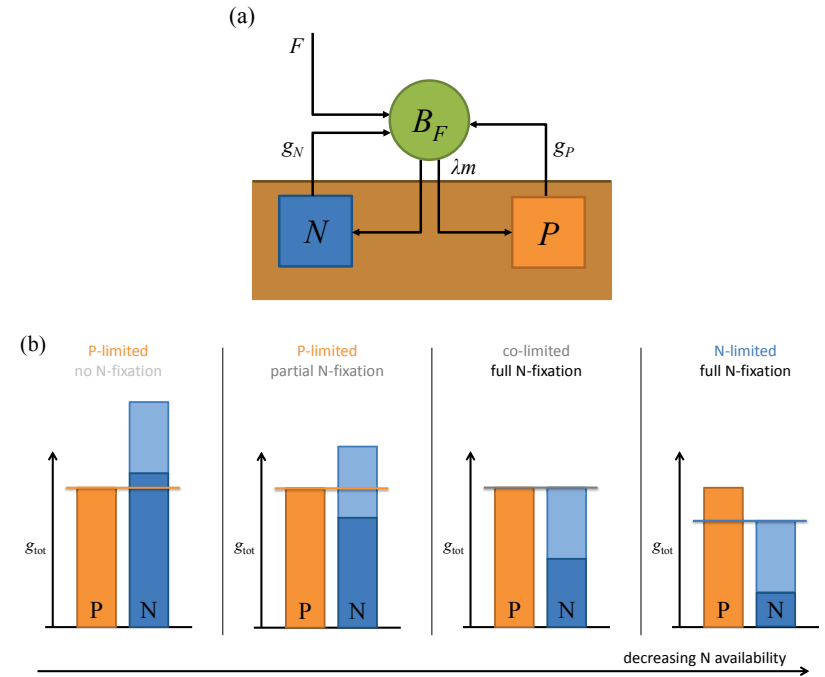 (a)
F
B_F
g_N
g_P
λm
N
P
(b)
P-limited
no N-fixation
P-limited
partial N-fixation
co-limited
full N-fixation
N-limited
full N-fixation
g_tot
P
N
g_tot
P
N
g_tot
P
N
g_tot
P
N
decreasing N availability